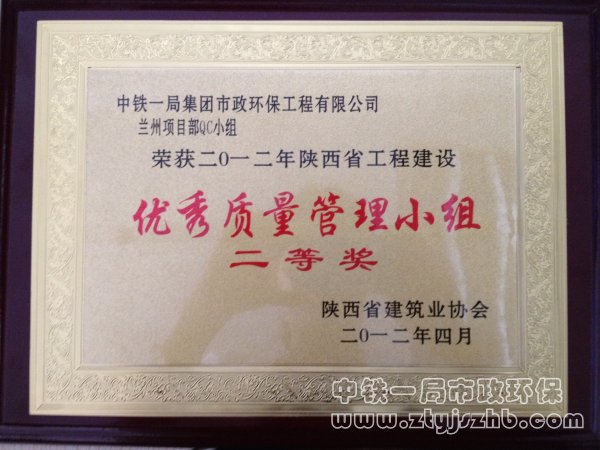 中铁一局集团市政环保工程有限公司
兰州项目部QC小组
荣获二0一二年陕西省工程建设
优秀质量管理小组
二等奖
陕西省建筑业协会
二0一二年四月
中铁一局市政环保
www.ztyjszhb.com